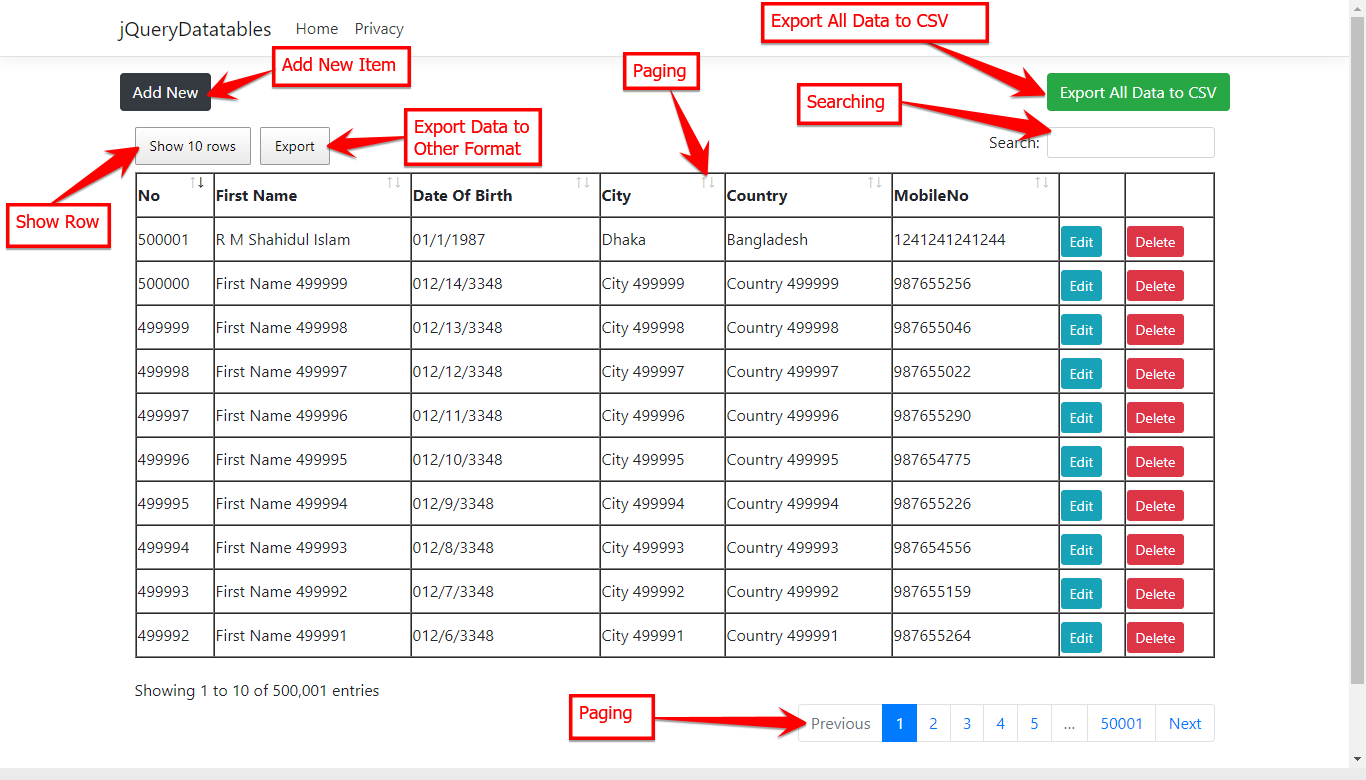 jQueryDatatables Home Privacy
Export All Data to CSV
Add New Item
Paging
Add New
Export All Data to CSV
Searching
Export Data to
Other Format
Show 10 rows Export
Search:
Show Row
No First Name Date Of Birth City Country MobileNo
500001 R M Shahidul Islam 01/1/1987 Dhaka Bangladesh 1241241241244 Edit Delete
500000 First Name 499999 012/14/3348 City 499999 Country 499999 987655256 Edit Delete
499999 First Name 499998 012/13/3348 City 499998 Country 499998 987655046 Edit Delete
499998 First Name 499997 012/12/3348 City 499997 Country 499997 987655022 Edit Delete
499997 First Name 499996 012/11/3348 City 499996 Country 499996 987655290 Edit Delete
499996 First Name 499995 012/10/3348 City 499995 Country 499995 987654775 Edit Delete
499995 First Name 499994 012/9/3348 City 499994 Country 499994 987655226 Edit Delete
499994 First Name 499993 012/8/3348 City 499993 Country 499993 987654556 Edit Delete
499993 First Name 499992 012/7/3348 City 499992 Country 499992 987655159 Edit Delete
499992 First Name 499991 012/6/3348 City 499991 Country 499991 987655264 Edit Delete
Showing 1 to 10 of 500,001 entries
Paging
Previous 1 2 3 4 5 ... 50001 Next